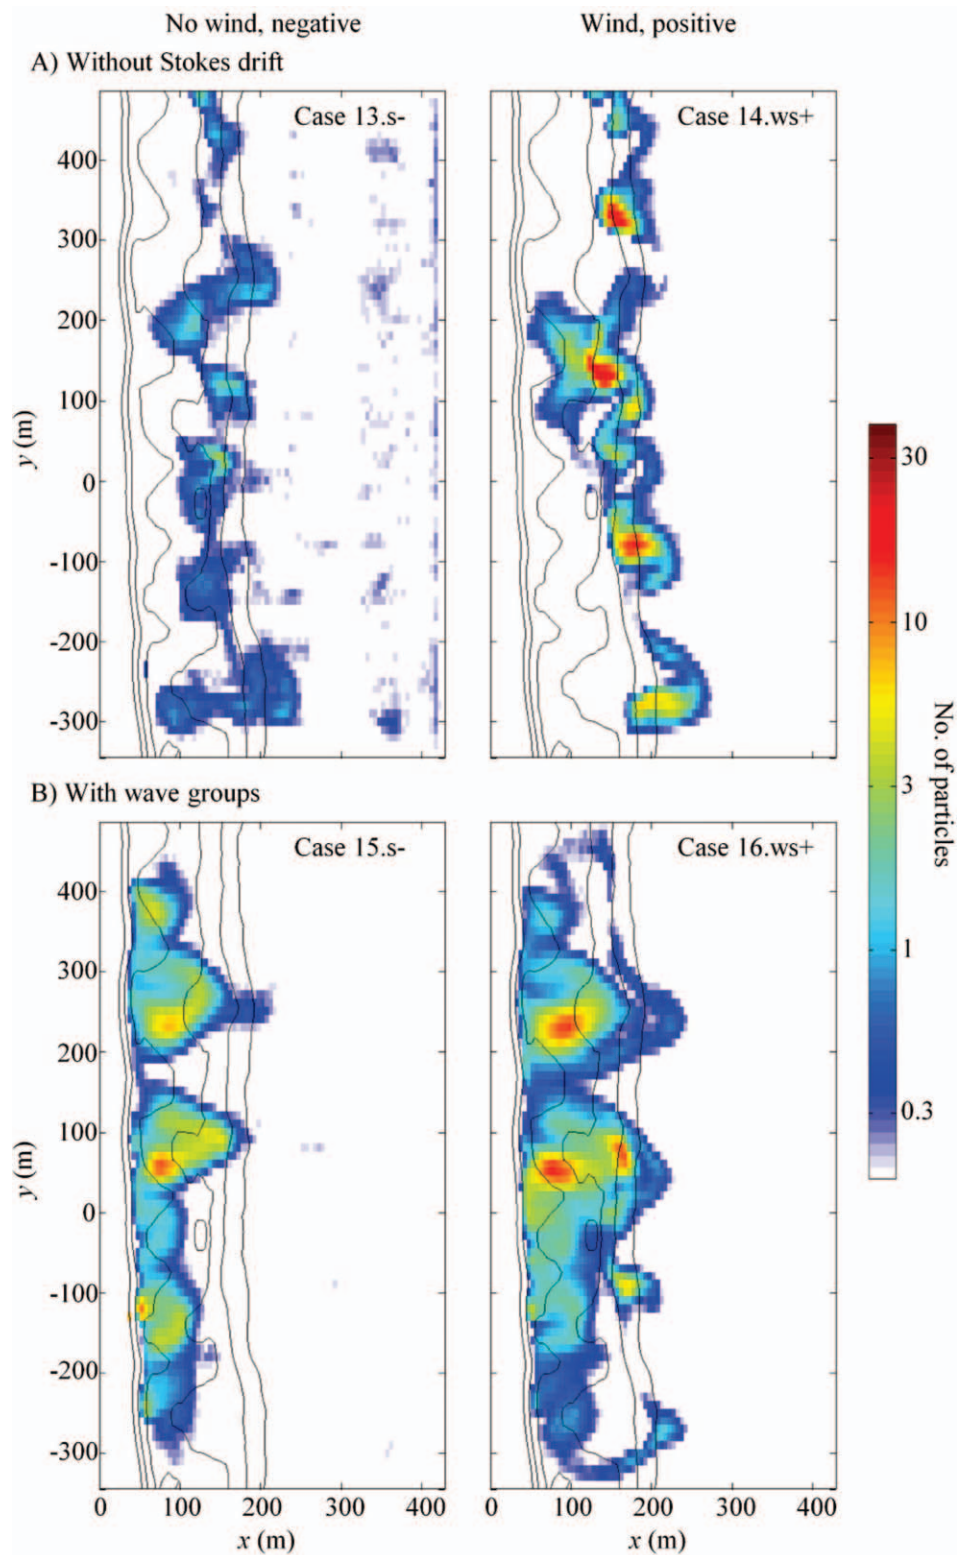 No wind, negative
Wind, positive
A) Without Stokes drift
Case 13.s-
Case 14.ws+
400
300
200
100
0
-100
-200
-300
y (m)
B) With wave groups
Case 15.s-
Case 16.ws+
400
300
200
100
0
-100
-200
-300
y (m)
0 100 200 300 400
0 100 200 300 400
x (m)
x (m)
30
10
3
1
0.3
No. of particles